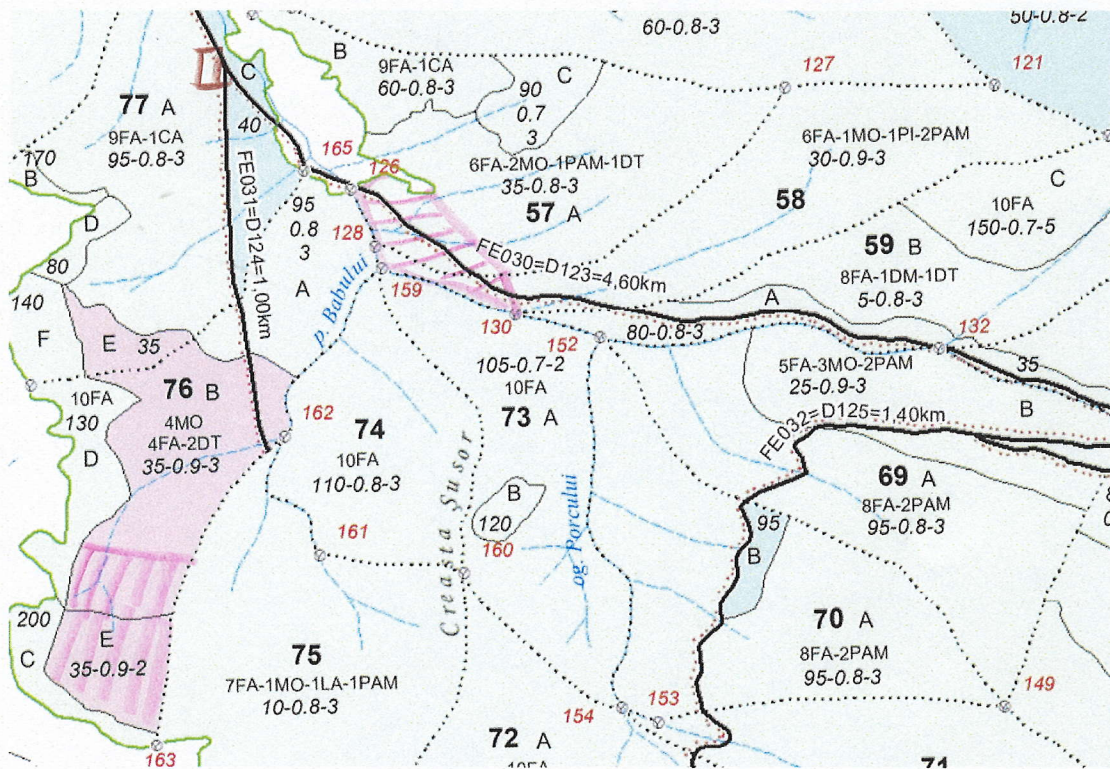 60-0.8-3
50-0.8-2
B
9FA-1CA
60-0.8-3
C
90
0.7
3
127
121
C
77 A
9FA-1CA
95-0.8-3
40
165
126
6FA-2MO-1PAM-1DT
35-0.8-3
57 A
6FA-1MO-1PI-2PAM
30-0.9-3
58
C
10FA
150-0.7-5
170
B
D
80
FE031=D124=1,00km
95
0.8
3
128
A
159
FE030=D123=4,60km
59 B
8FA-1DM-1DT
5-0.8-3
A
140
F
E
35
p. Babului
130
152
80-0.8-3
132
35
76 B
4MO
4FA-2DT
35-0.9-3
10FA
130
D
162
74
10FA
110-0.8-3
105-0.7-2
10FA
73 A
5FA-3MO-2PAM
25-0.9-3
B
FE032=D125=1,40km
69 A
8FA-2PAM
95-0.8-3
Creasta Șusor
B
120
161
160
og Porcului
95
B
70 A
8FA-2PAM
95-0.8-3
200
C
E
35-0.9-2
75
7FA-1MO-1LA-1PAM
10-0.8-3
154
153
149
163
72 A
10FA
71